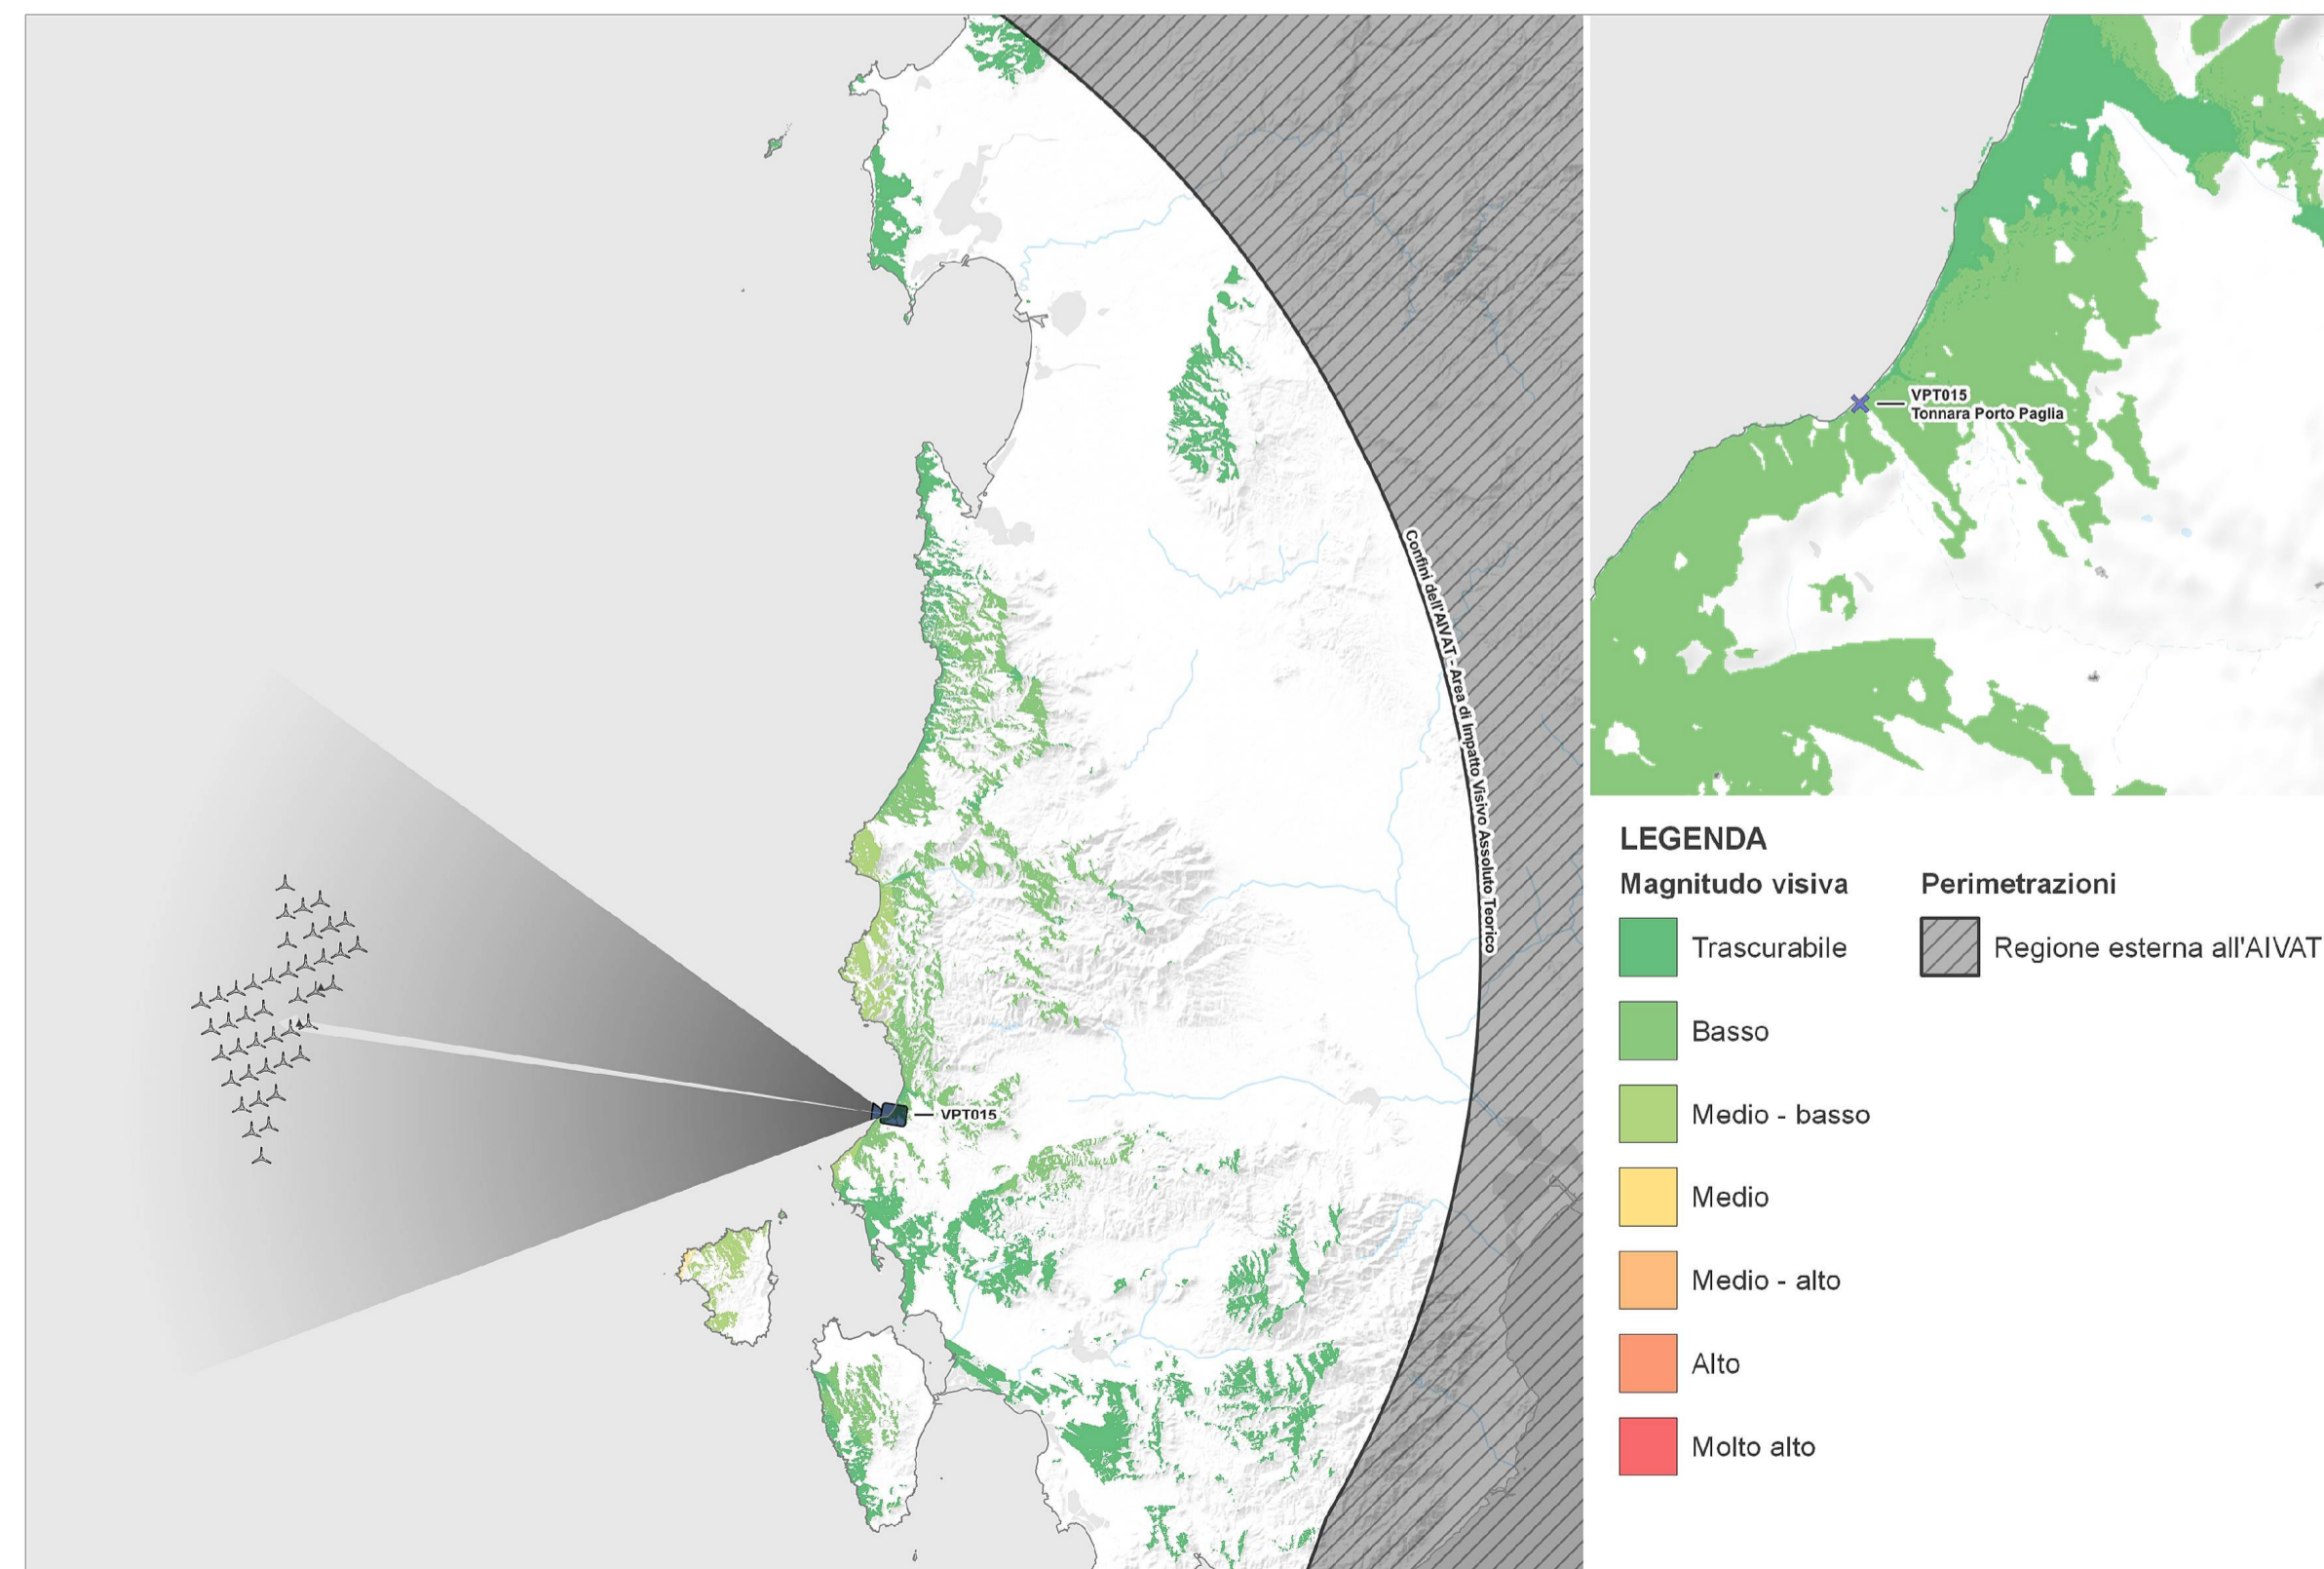 Confini dell'AIVAT - Area di Impatto Visivo Assoluto Teorico
VPT015
VPT015
Tonnara Porto Paglia
LEGENDA
Magnitudo visiva
Trascurabile
Basso
Medio - basso
Medio
Medio - alto
Alto
Molto alto
Perimetrazioni
Regione esterna all'AIVAT